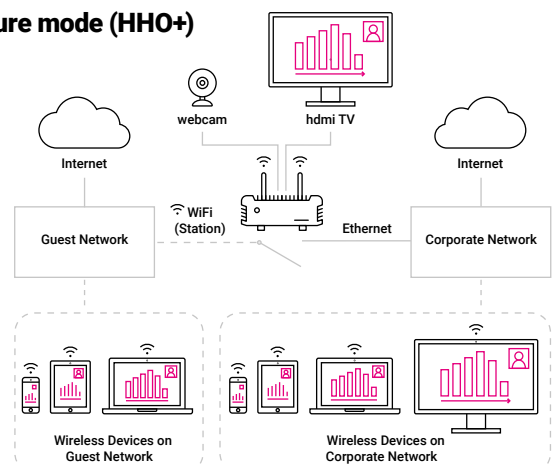 ure mode (HHO+)
webcam
hdmi TV
Internet
Internet
WiFi
(Station)
Ethernet
Guest Network
Corporate Network
Wireless Devices on
Guest Network
Wireless Devices on
Corporate Network